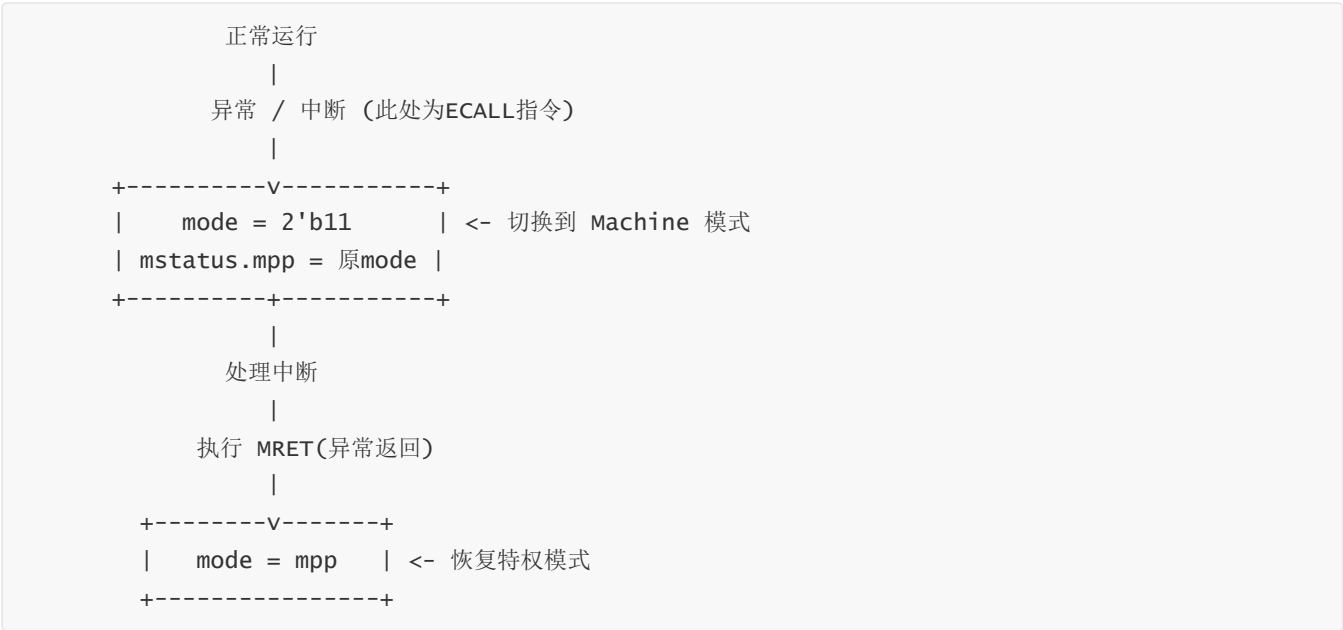 正常运行
|
异常 / 中断 (此处为ECALL指令)
|
+----------v-----------+
|    mode = 2'b11      | <- 切换到 Machine 模式
| mstatus.mpp = 原mode |
+----------+-----------+
|
处理中断
|
执行 MRET(异常返回)
|
+--------v-------+
|   mode = mpp   | <- 恢复特权模式
+----------------+